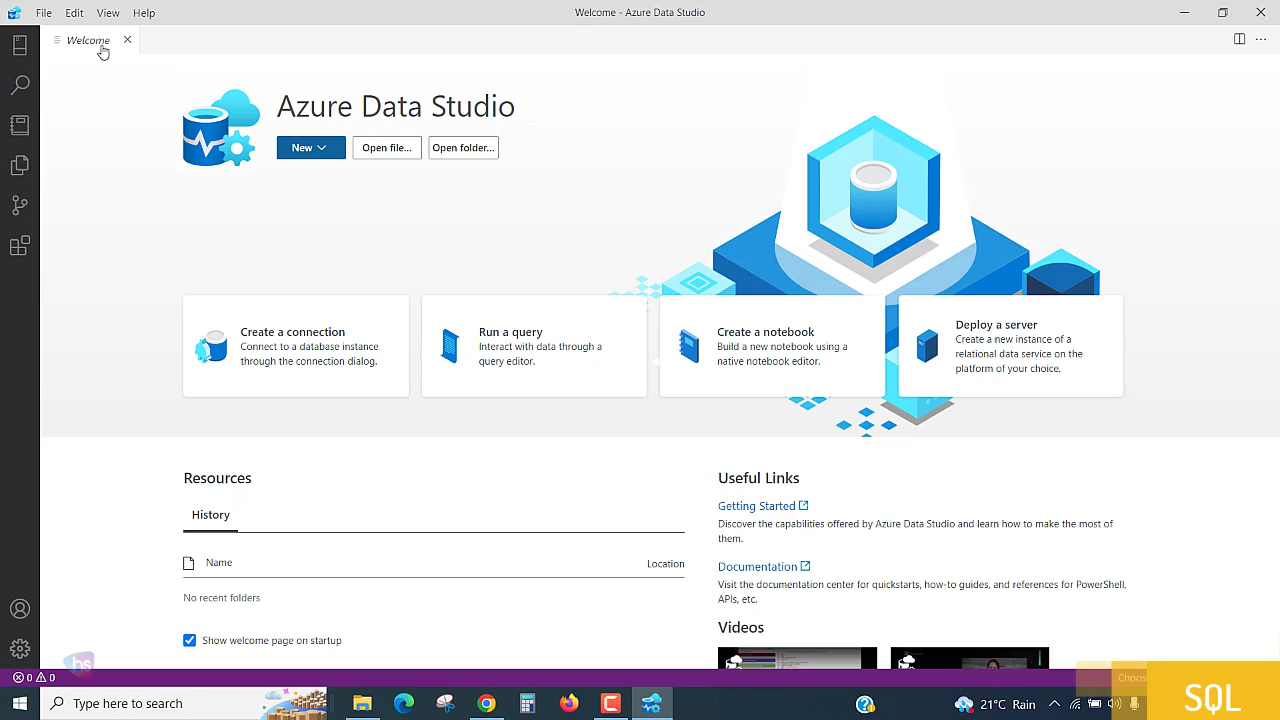 File Edit View Help
Welcome - Azure Data Studio
Welcome
Azure Data Studio
New
Open file...
Open folder...
Create a connection
Connect to a database instance
through the connection dialog.
Run a query
Interact with data through a
query editor.
Create a notebook
Build a new notebook using a
native notebook editor.
Deploy a server
Create a new instance of a
relational data service on the
platform of your choice.
Resources
History
Name
Location
No recent folders
Show welcome page on startup
Useful Links
Getting Started
Discover the capabilities offered by Azure Data Studio and learn how to make the most of
them.
Documentation
Visit the documentation center for quickstarts, how-to guides, and references for PowerShell,
APIs, etc.
Videos
hs
0 0
Type here to search
21°C Rain
SQL